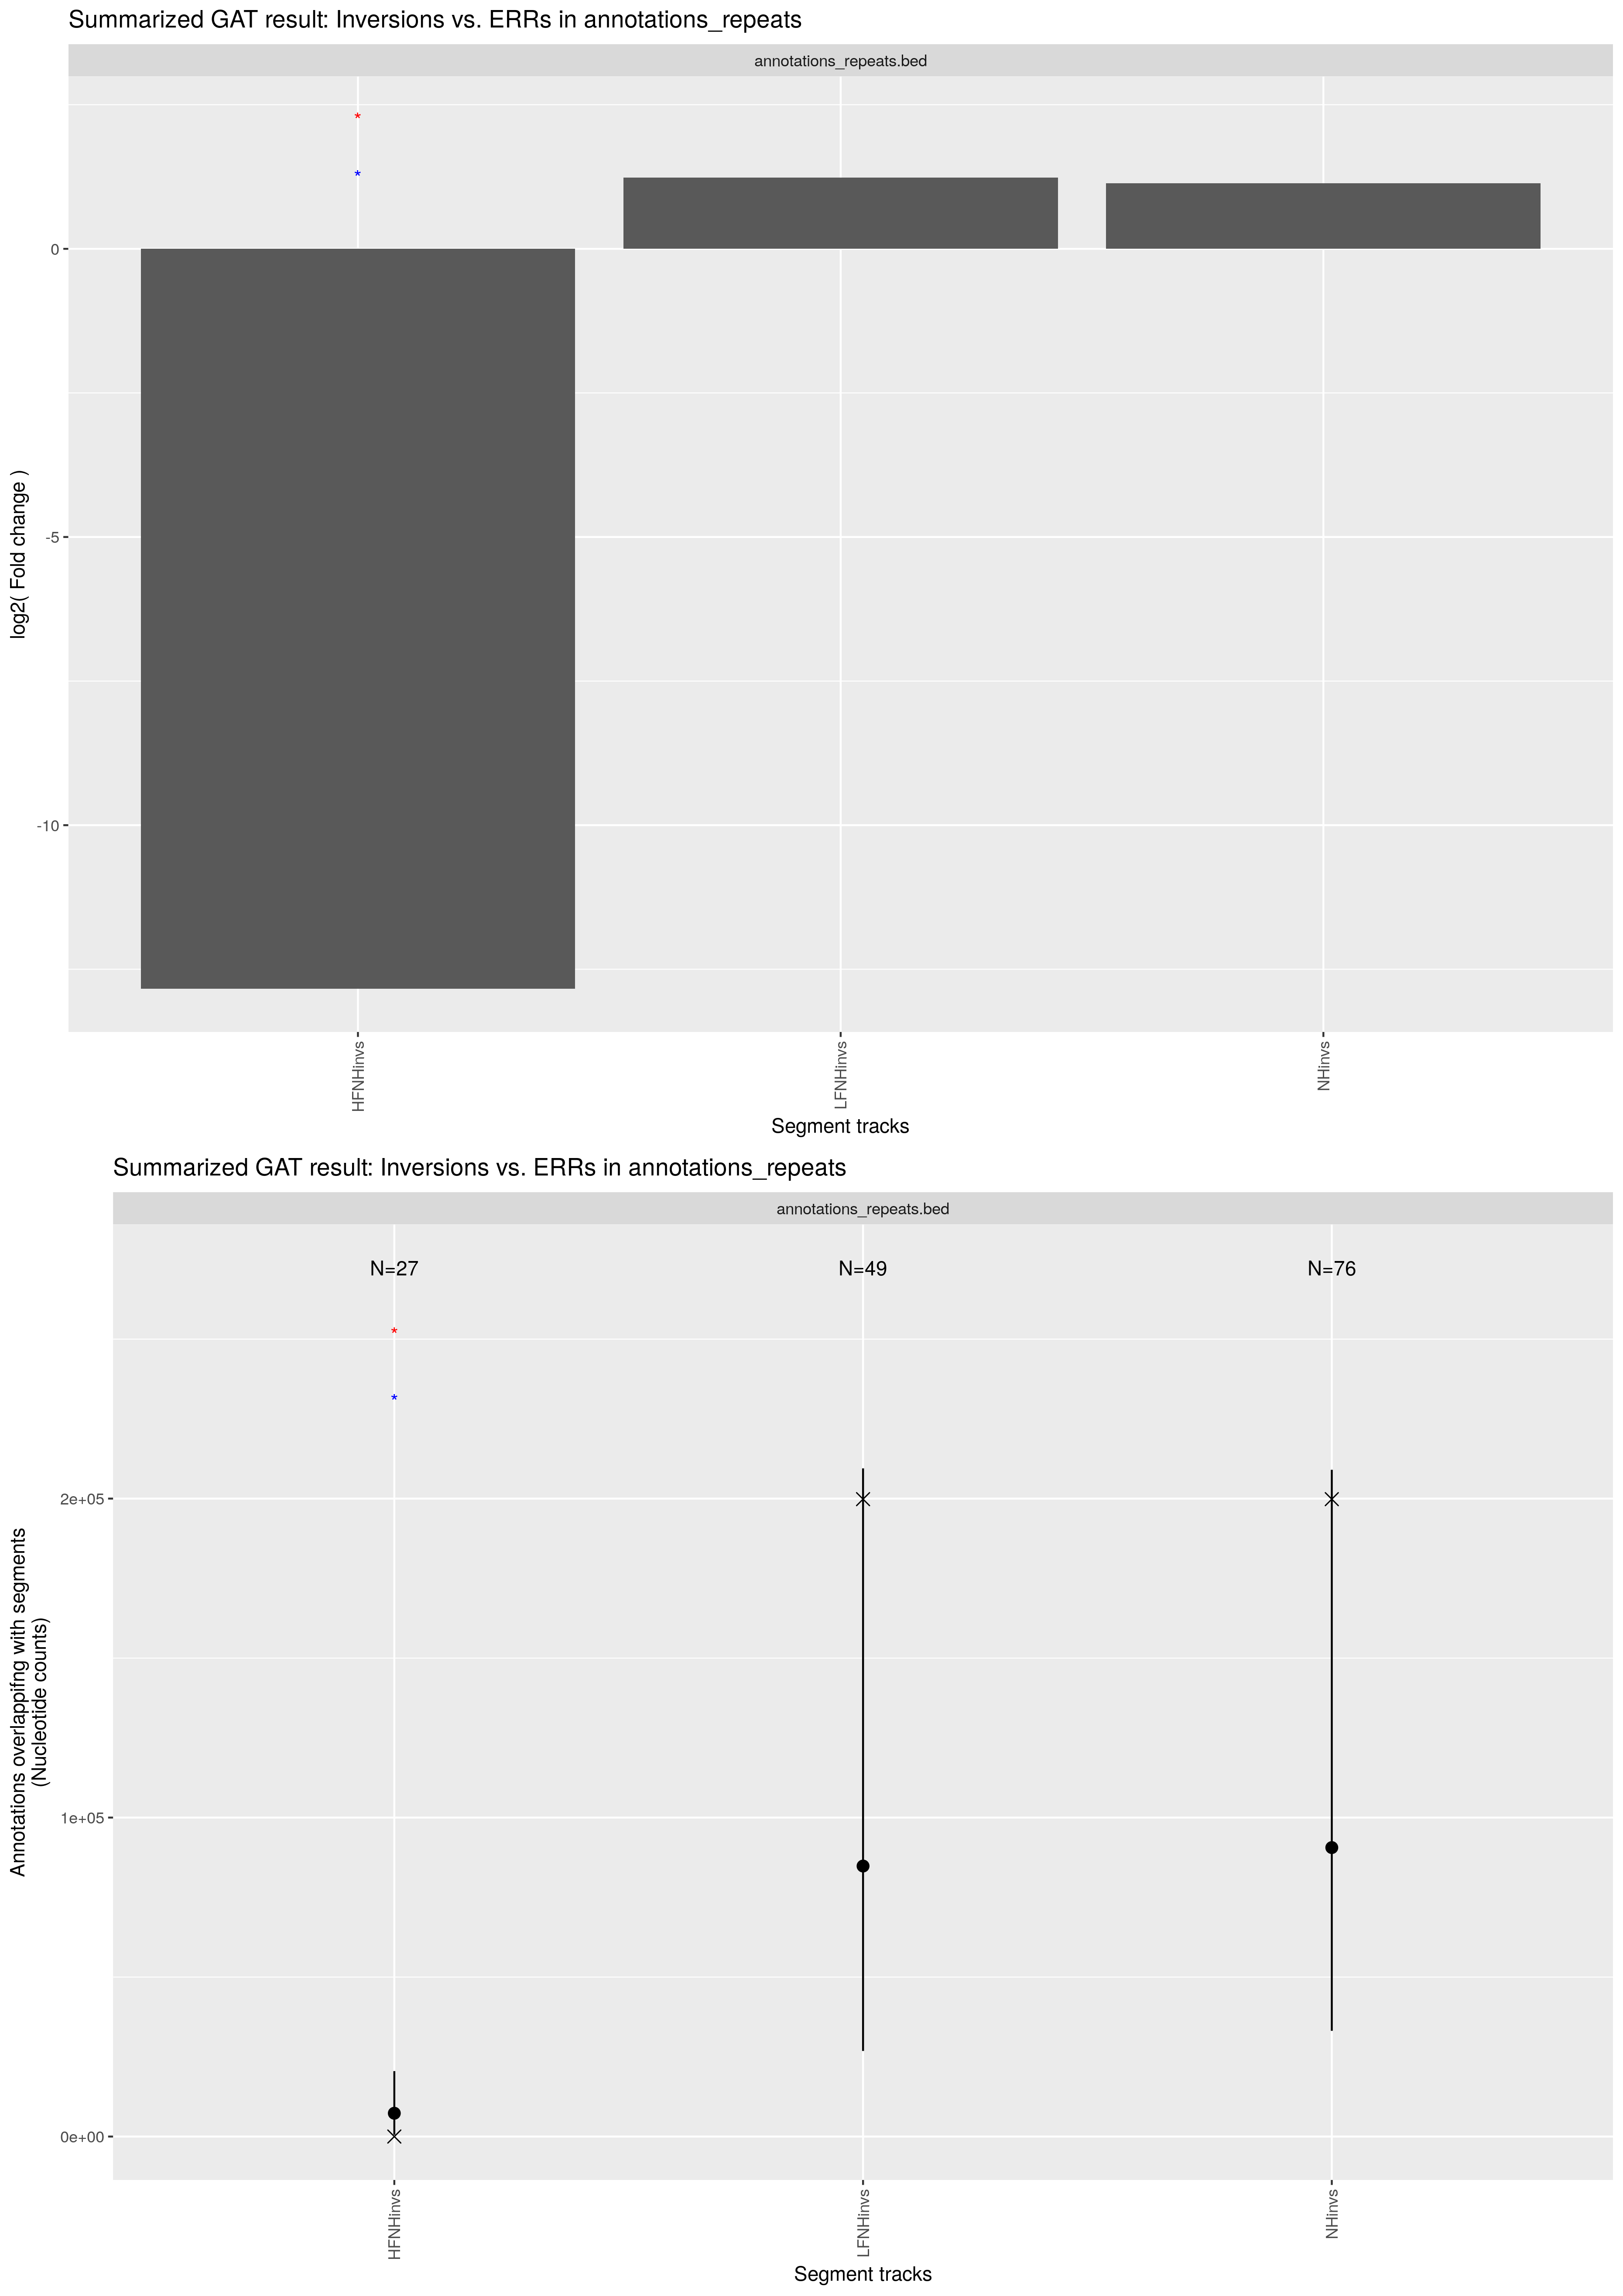 Summarized GAT result: Inversions vs. ERRs in annotations_repeats
annotations_repeats.bed
*
*
0
-5
-10
log2( Fold change )
HFNHinvs
LFNHinvs
NHinvs
Segment tracks
Summarized GAT result: Inversions vs. ERRs in annotations_repeats
annotations_repeats.bed
N=27
N=49
N=76
*
*
2e+05
1e+05
0e+00
Annotations overlappifng with segments
(Nucleotide counts)
HFNHinvs
LFNHinvs
NHinvs
Segment tracks